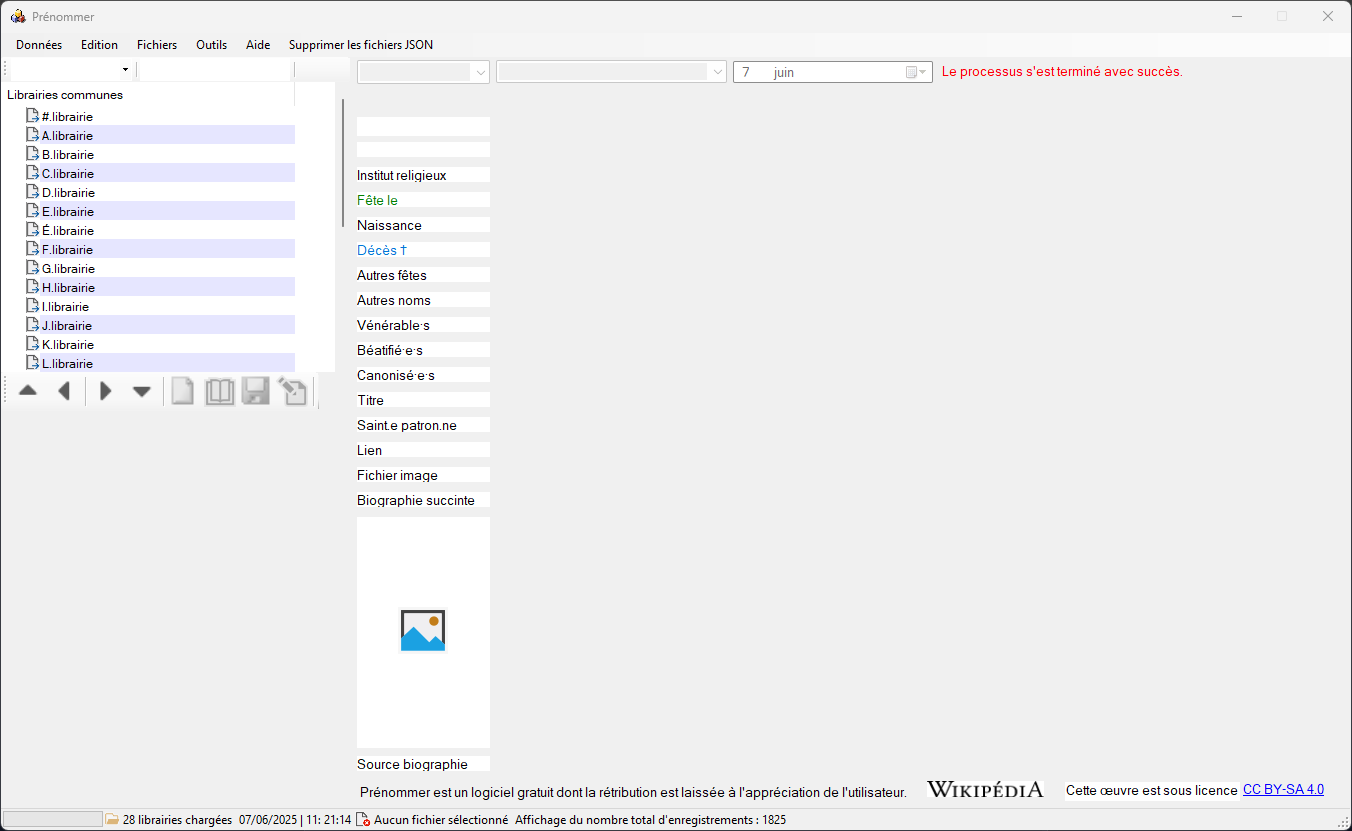 Prénommer
Données Edition Fichiers Outils Aide Supprimer les fichiers JSON
7 juin Le processus s'est terminé avec succès.
Librairies communes
#.librairie
A.librairie
B.librairie
C.librairie
D.librairie
E.librairie
É.librairie
F.librairie
G.librairie
H.librairie
I.librairie
J.librairie
K.librairie
L.librairie
Institut religieux
Fête le
Naissance
Décès †
Autres fêtes
Autres noms
Vénérable·s
Béatifié·e·s
Canonisé·e·s
Titre
Saint.e patron.ne
Lien
Fichier image
Biographie succinte
Source biographie
Prénommer est un logiciel gratuit dont la rétribution est laissée à l'appréciation de l'utilisateur. WIKIPÉDIA Cette œuvre est sous licence CC BY-SA 4.0
28 librairies chargées 07/06/2025 | 11: 21:14 Aucun fichier sélectionné Affichage du nombre total d'enregistrements : 1825